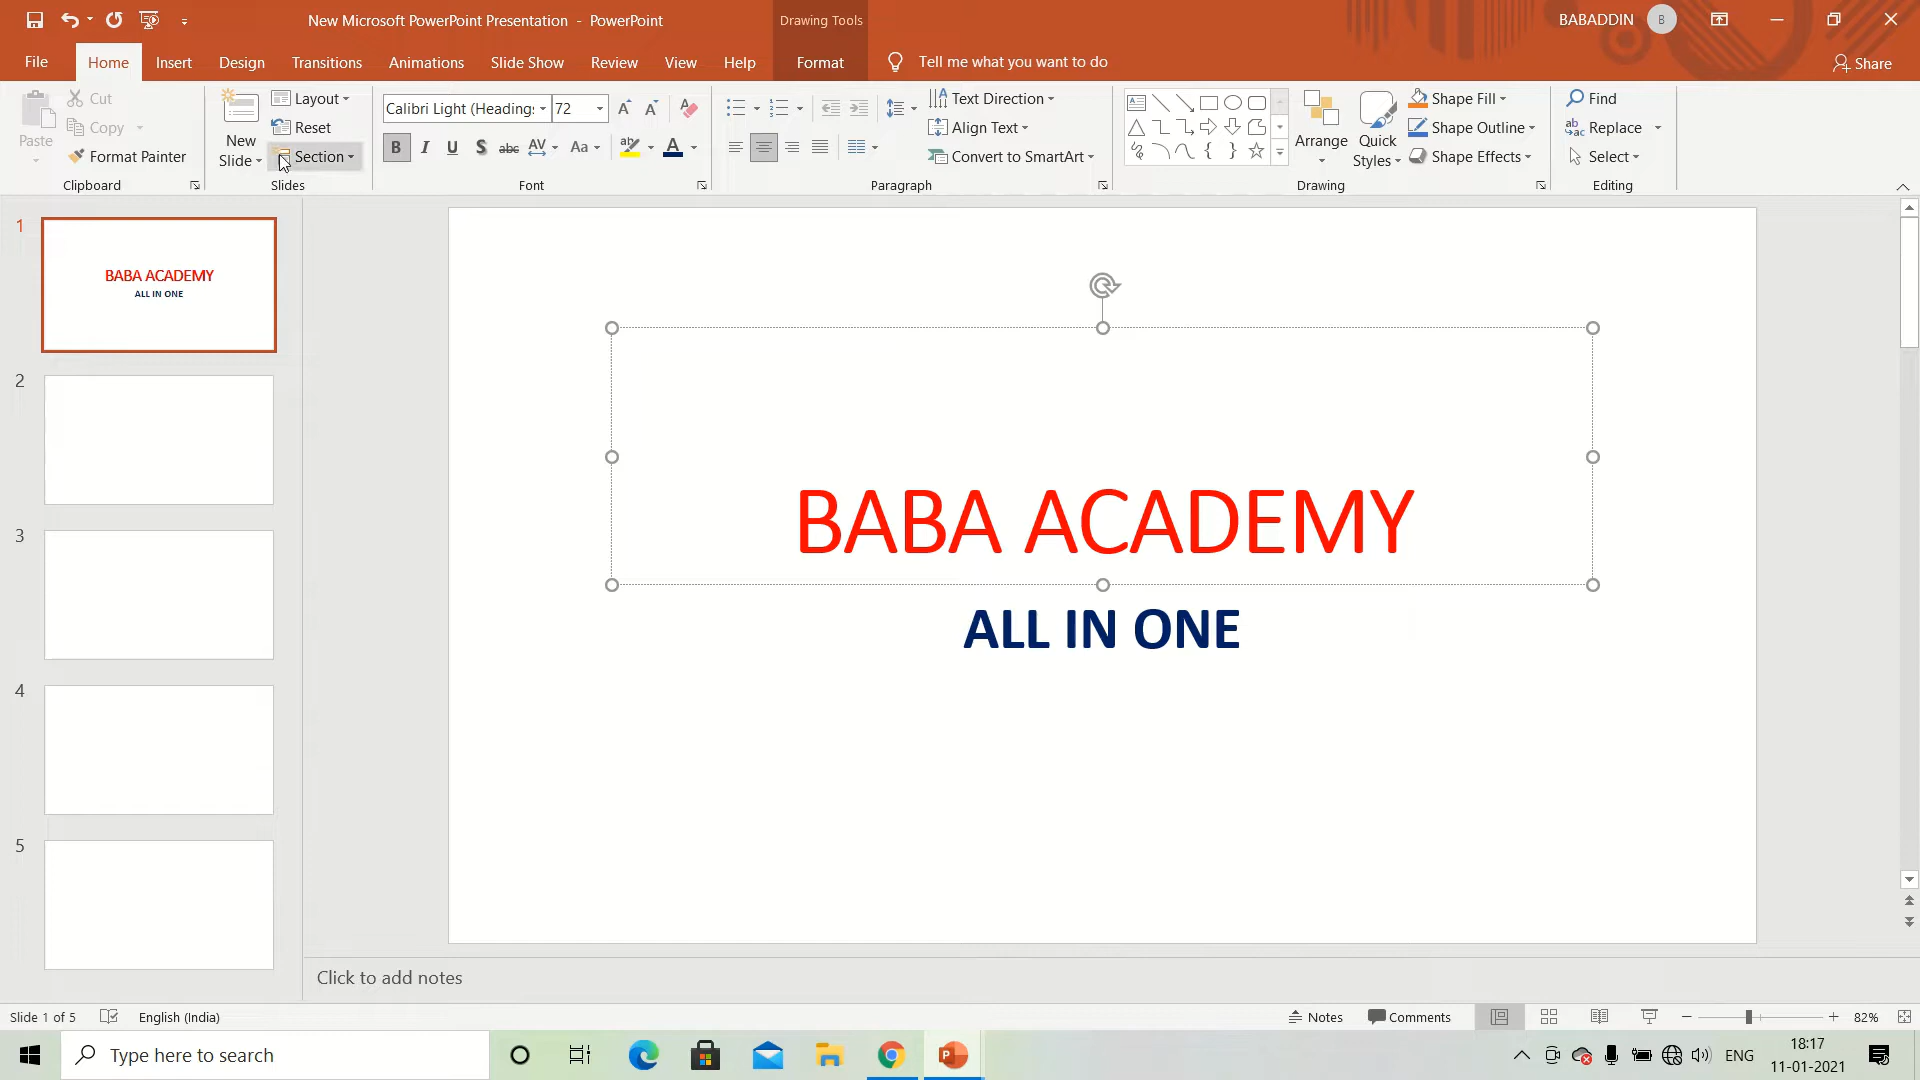 New Microsoft PowerPoint Presentation - PowerPoint
Drawing Tools
BABADDIN
B
File
Home
Insert
Design
Transitions
Animations
Slide Show
Review
View
Help
Format
Tell me what you want to do
Share
Paste
Cut
Copy
Format Painter
Clipboard
New Slide
Layout
Reset
Section
Slides
Calibri Light (Headings
72
B I U S abc AV Aa A
Font
Text Direction
Align Text
Convert to SmartArt
Paragraph
Arrange
Quick Styles
Shape Fill
Shape Outline
Shape Effects
Drawing
Find
Replace
Select
Editing
1
BABA ACADEMY
ALL IN ONE
2
3
4
5
BABA ACADEMY
ALL IN ONE
Click to add notes
Slide 1 of 5
English (India)
Notes
Comments
82%
Type here to search
ENG
18:17
11-01-2021